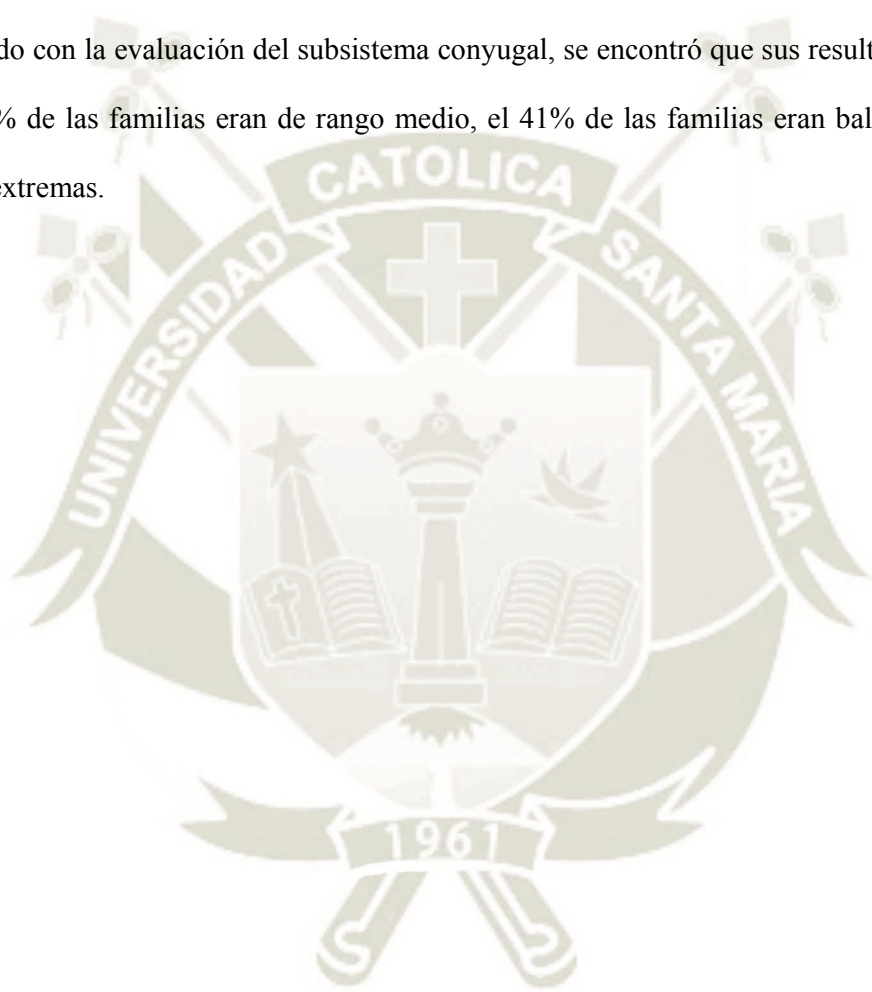 do con la evaluación del subsistema conyugal, se encontró que sus result
% de las familias eran de rango medio, el 41% de las familias eran bal
extremas.
UNIVERSIDAD CATOLICA SANTA MARIA
1961